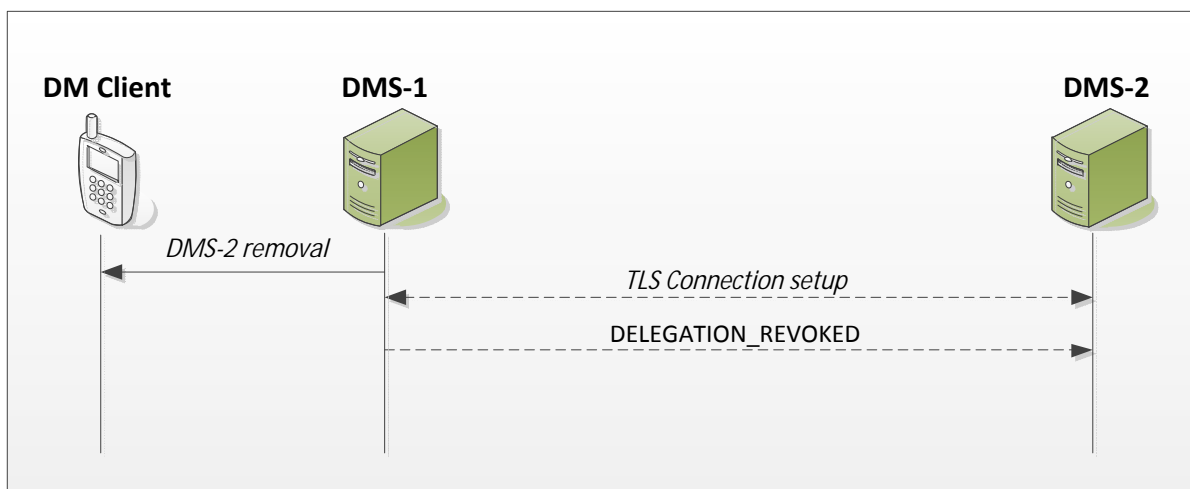 DM Client
DMS-1
DMS-2
DMS-2 removal
TLS Connection setup
DELEGATION_REVOKED